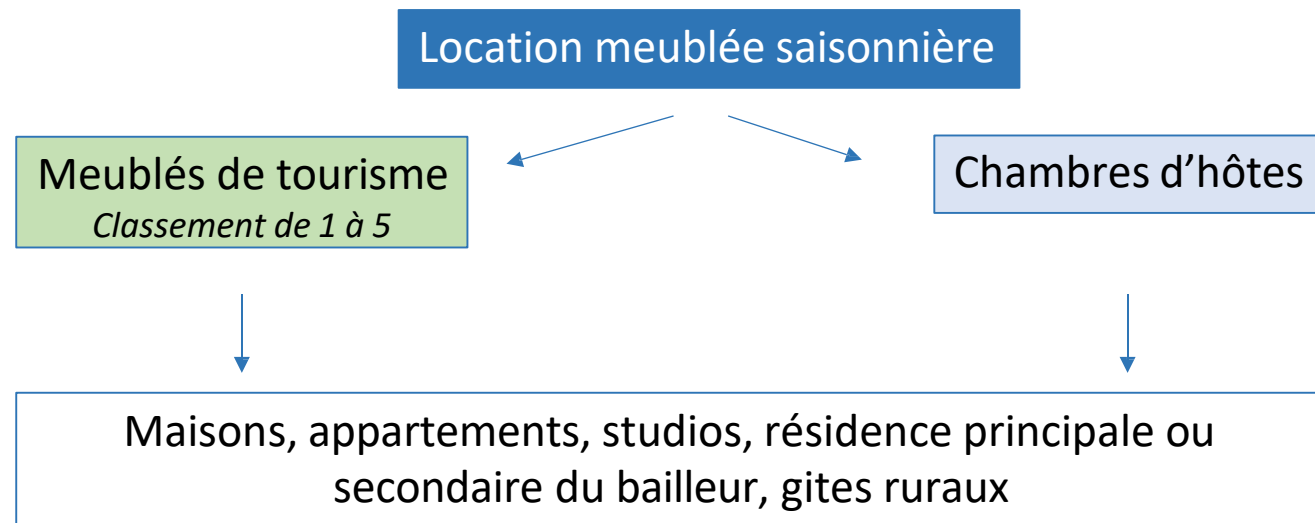 Location meublée saisonnière
Meublés de tourisme
Classement de 1 à 5
Chambres d’hôtes
Maisons, appartements, studios, résidence principale ou
secondaire du bailleur, gites ruraux